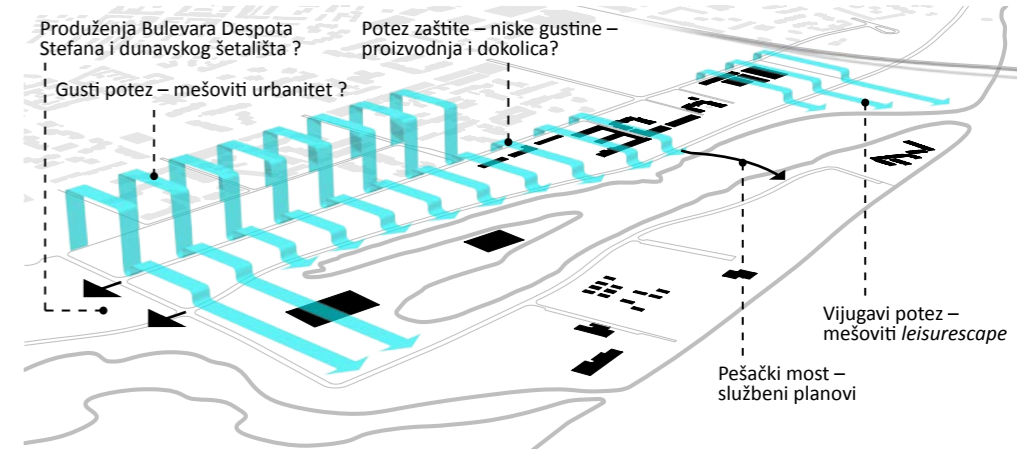 Produženja Bulevara Despota
Stefana i dunavskog šetališta ?
Potez zaštite – niske gustine –
proizvodnja i dokolica?
Gusti potez – mešoviti urbanitet ?
Vijugavi potez –
mešoviti leisurescape
Pešački most –
službeni planovi